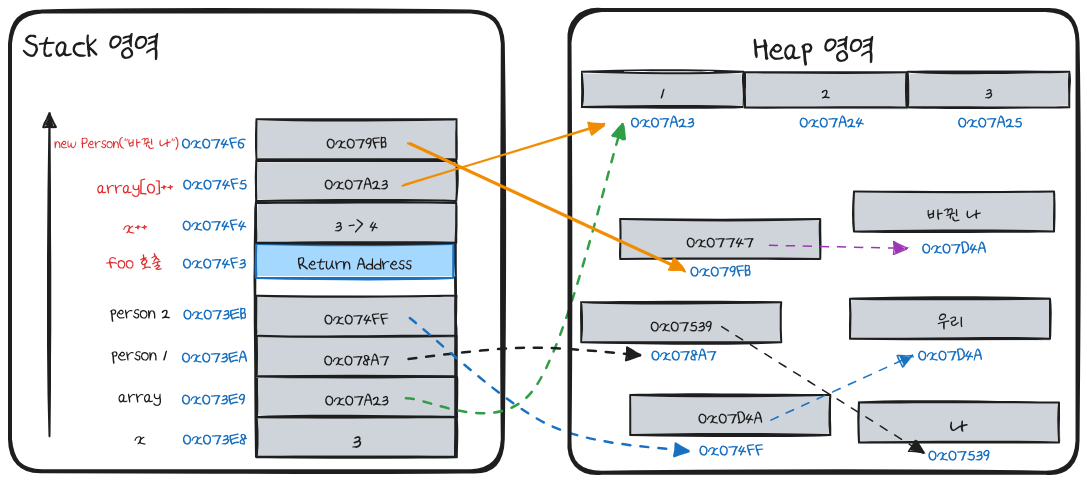 Stack 영역
new Person("바뀐 나") 0x074F6 0x079FB
array[0]++ 0x074F5 0x07A23
x++ 0x074F4 3 -> 4
foo 호출 0x074F3 Return Address
person 2 0x073EB 0x074FF
person 1 0x073EA 0x078A7
array 0x073E9 0x07A23
x 0x073E8 3
Heap 영역
1 2 3
0x07A23 0x07A24 0x07A25
바뀐 나
0x07747 0x07D4A
0x079FB
0x07539 우리
0x078A7 0x07D4A
0x07D4A 나
0x074FF 0x07539